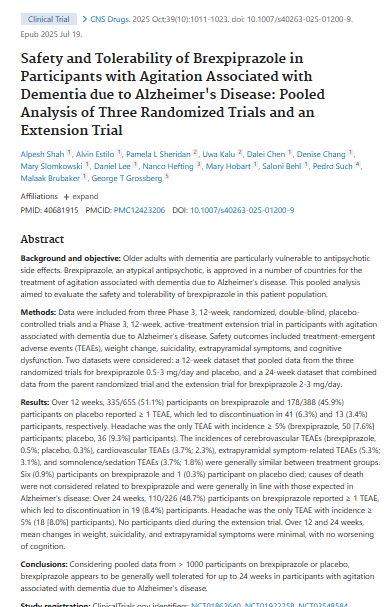 Clinical Trial > CNS Drugs. 2025 Oct;39(10):1011-1023. doi: 10.1007/s40263-025-01200-9.
Epub 2025 Jul 19.
Safety and Tolerability of Brexpiprazole in
Participants with Agitation Associated with
Dementia due to Alzheimer's Disease: Pooled
Analysis of Three Randomized Trials and an
Extension Trial
Alpesh Shah 1, Alvin Estilo 1, Pamela L Sheridan 2, Uwa Kalu 2, Dalei Chen 1, Denise Chang 1,
Mary Slomkowski 1, Daniel Lee 1, Nanco Hefting 3, Mary Hobart 1, Saloni Behl 1, Pedro Such 4,
Malaak Brubaker 1, George T Grossberg 5
Affiliations + expand
PMID: 40681915 PMCID: PMC12423206 DOI: 10.1007/s40263-025-01200-9
Abstract
Background and objective: Older adults with dementia are particularly vulnerable to antipsychotic
side effects. Brexpiprazole, an atypical antipsychotic, is approved in a number of countries for the
treatment of agitation associated with dementia due to Alzheimer's disease. This pooled analysis
aimed to evaluate the safety and tolerability of brexpiprazole in this patient population.
Methods: Data were included from three Phase 3, 12-week, randomized, double-blind, placebo-
controlled trials and a Phase 3, 12-week, active-treatment extension trial in participants with
agitation associated with dementia due to Alzheimer's disease. Safety outcomes included treatment-emergent
adverse events (TEAEs), weight change, suicidality, extrapyramidal symptoms, and cognitive
dysfunction. Two datasets were considered: a 12-week dataset that pooled data from the three
randomized trials for brexpiprazole 0.5-3 mg/day and placebo, and a 24-week dataset that combined
data from the parent randomized trial and the extension trial for brexpiprazole 2-3 mg/day.
Results: Over 12 weeks, 335/655 (51.1%) participants on brexpiprazole and 178/388 (45.9%)
participants on placebo reported ≥ 1 TEAE, which led to discontinuation in 41 (6.3%) and 13 (3.4%)
participants, respectively. Headache was the only TEAE with incidence ≥ 5% (brexpiprazole, 50 [7.6%]
participants; placebo, 36 [9.3%] participants). The incidences of cerebrovascular TEAEs (brexpiprazole,
0.5%; placebo, 0.3%), cardiovascular TEAEs (3.7%; 2.3%), extrapyramidal symptom-related TEAEs (5.3%;
3.1%), and somnolence/sedation TEAEs (3.7%; 1.8%) were generally similar between treatment groups.
Six (0.9%) participants on brexpiprazole and 1 (0.3%) participant on placebo died; causes of death
were not considered related to brexpiprazole and were generally in line with those expected in
Alzheimer's disease. Over 24 weeks, 110/226 (48.7%) participants on brexpiprazole reported ≥ 1 TEAE,
which led to discontinuation in 19 (8.4%) participants. Headache was the only TEAE with incidence ≥
5% (18 [8.0%] participants). No participants died during the extension trial. Over 12 and 24 weeks,
mean changes in weight, suicidality, and extrapyramidal symptoms were minimal, with no worsening
of cognition.
Conclusions: Considering pooled data from > 1000 participants on brexpiprazole or placebo,
brexpiprazole appears to be generally well tolerated for up to 24 weeks in participants with agitation
associated with dementia due to Alzheimer's disease.
Study registration: ClinicalTrials.gov identifiers: NCT01862640, NCT01922258, NCT03548584,